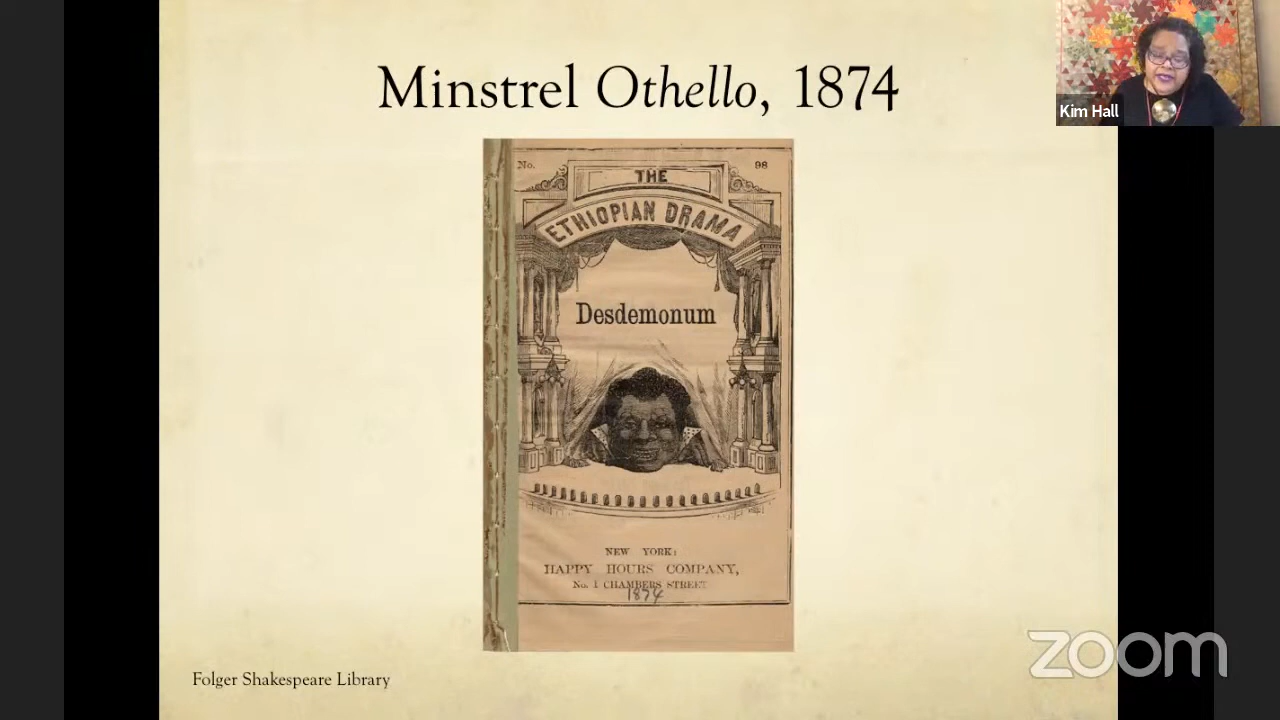 Minstrel Othello, 1874
Kim Hall
No. 98
THE
ETHIOPIAN DRAMA
Desdemonum
NEW YORK:
HAPPY HOURS COMPANY,
No. 1 CHAMBERS STREET
1874
Folger Shakespeare Library
zoom